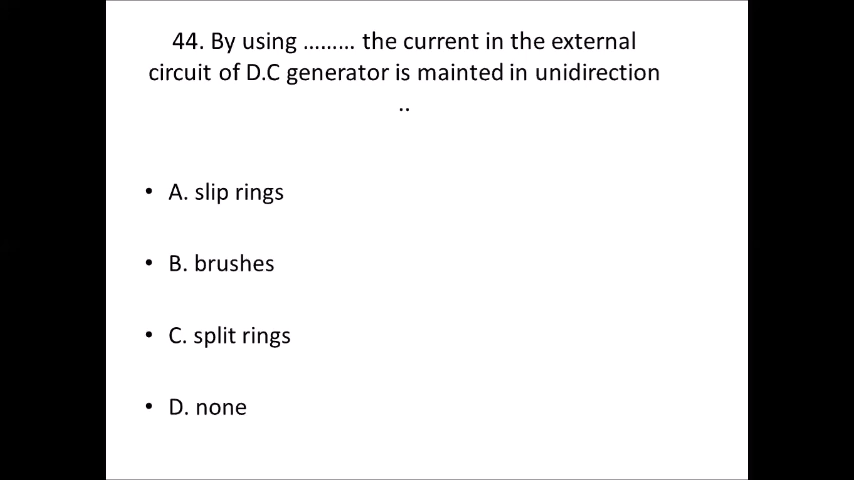 44. By using ......... the current in the external
circuit of D.C generator is mainted in unidirection
..
• A. slip rings
• B. brushes
• C. split rings
• D. none